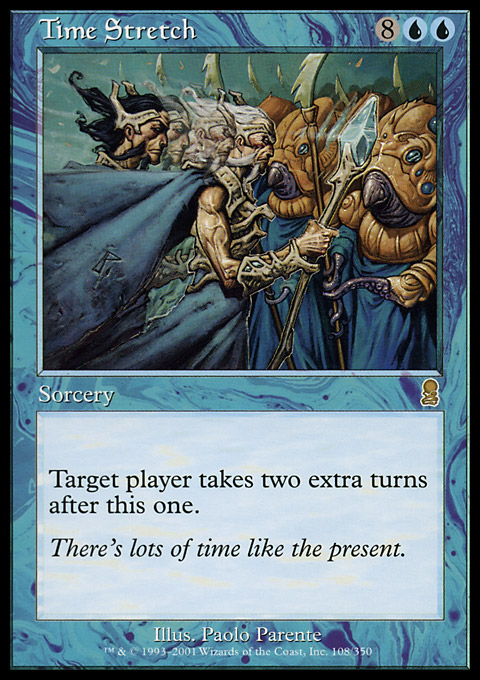 Time Stretch
8
Sorcery
Target player takes two extra turns
after this one.
There's lots of time like the present.
Illus. Paolo Parente
™ & © 1993-2001 Wizards of the Coast, Inc. 108/350